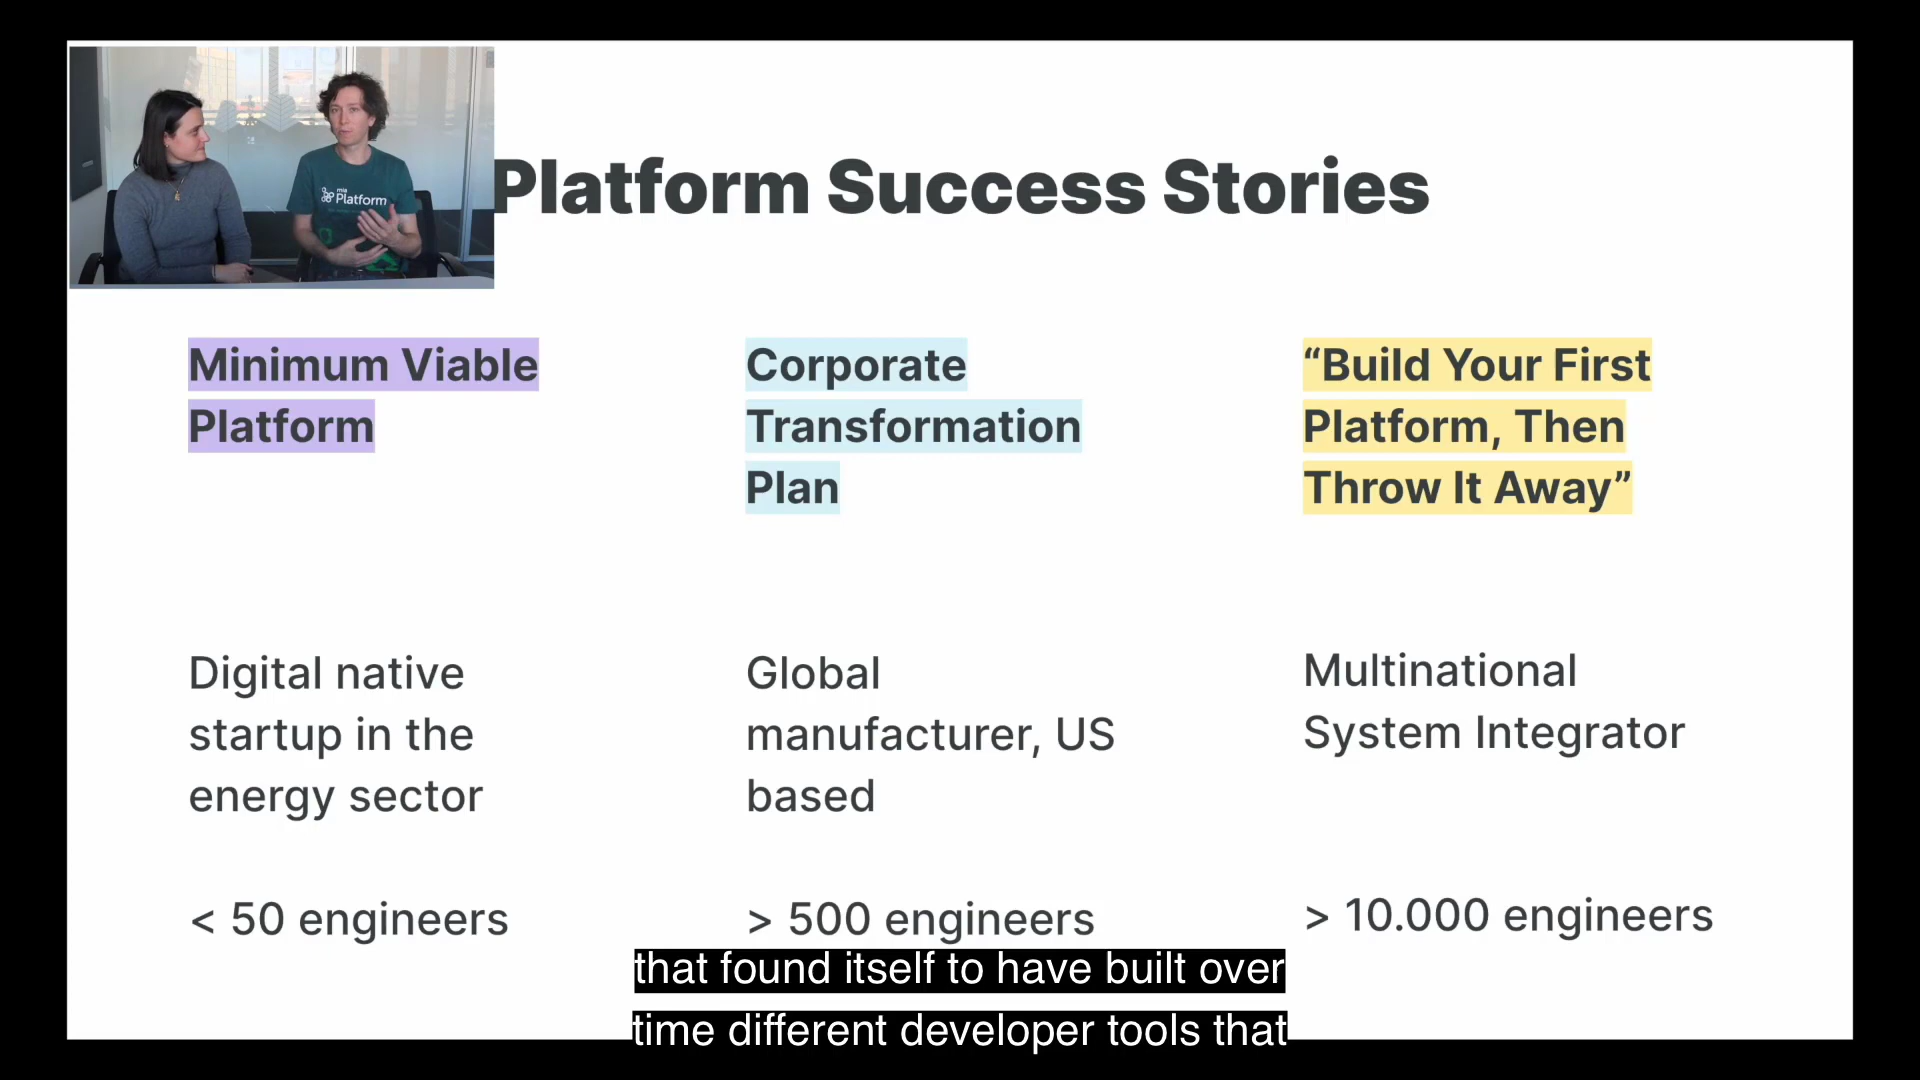 mia
Platform
Platform Success Stories
Minimum Viable
Platform
Digital native
startup in the
energy sector
< 50 engineers
Corporate
Transformation
Plan
Global
manufacturer, US
based
> 500 engineers
“Build Your First
Platform, Then
Throw It Away”
Multinational
System Integrator
> 10.000 engineers
that found itself to have built over
time different developer tools that